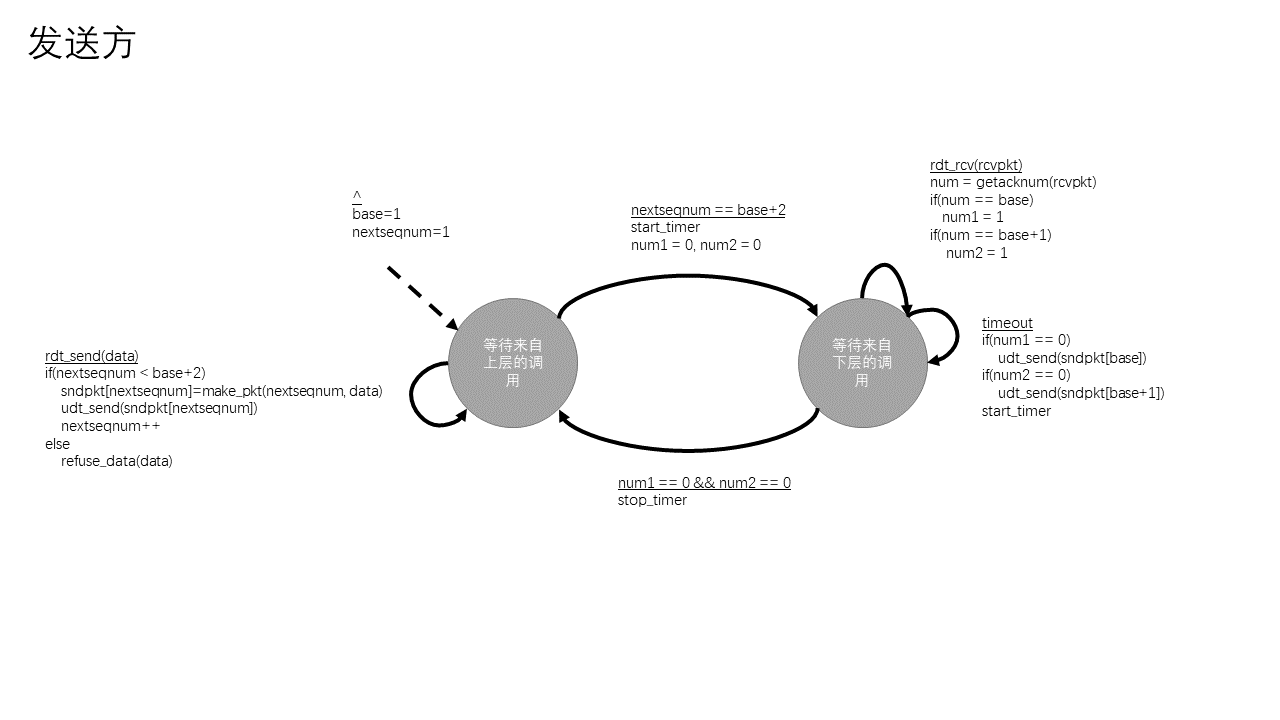 发送方
^
base=1
nextseqnum=1
nextseqnum == base+2
start_timer
num1 = 0, num2 = 0
rdt_rcv(rcvpkt)
num = getacknum(rcvpkt)
if(num == base)
num1 = 1
if(num == base+1)
num2 = 1
rdt_send(data)
if(nextseqnum < base+2)
sndpkt[nextseqnum]=make_pkt(nextseqnum, data)
udt_send(sndpkt[nextseqnum])
nextseqnum++
else
refuse_data(data)
等待来自
上层的调
用
等待来自
下层的调
用
timeout
if(num1 == 0)
udt_send(sndpkt[base])
if(num2 == 0)
udt_send(sndpkt[base+1])
start_timer
num1 == 0 && num2 == 0
stop_timer